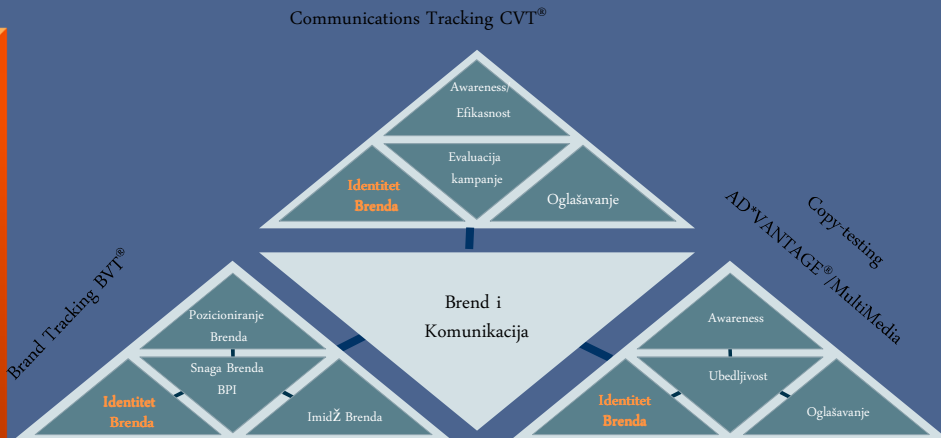 Communications Tracking CVT®
Awareness/
Efikasnost
Evaluacija
kampanje
Identitet
Brenda
Oglašavanje
Brend i
Komunikacija
Brand Tracking BVT®
Pozicioniranje
Brenda
Snaga Brenda
BPI
Identitet
Brenda
Imidž Brenda
Copy-testing
AD*VANTAGE®/MultiMedia
Awareness
Ubedljivost
Identitet
Brenda
Oglašavanje